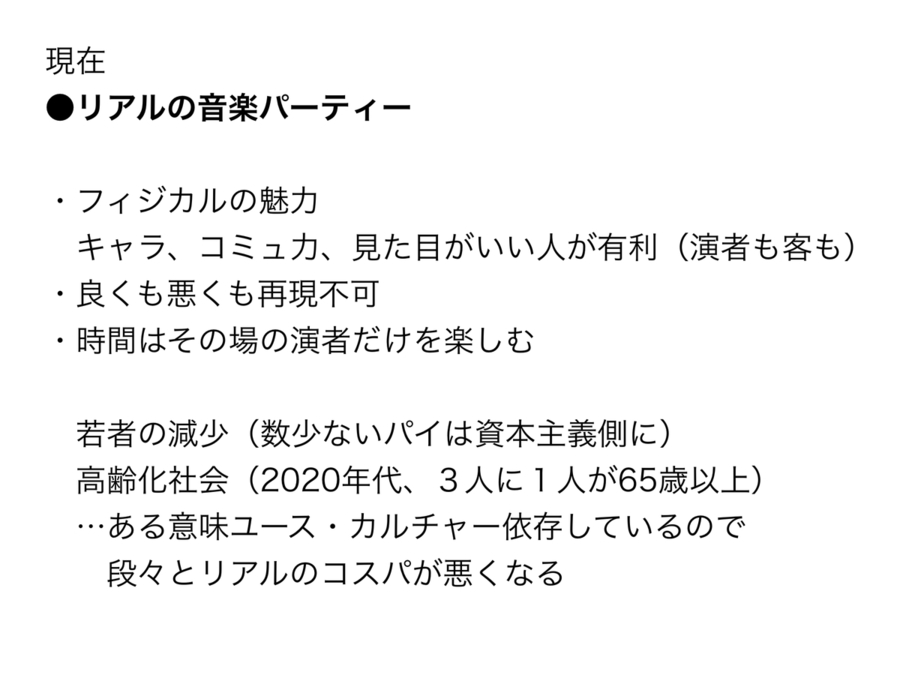 現在
●リアルの音楽パーティー
・フィジカルの魅力
キャラ、コミュ力、見た目がいい人が有利（演者も客も）
・良くも悪くも再現不可
・時間はその場の演者だけを楽しむ
若者の減少（数少ないパイは資本主義側に）
高齢化社会（2020年代、３人に１人が65歳以上）
…ある意味ユース・カルチャー依存しているので
段々とリアルのコスパが悪くなる